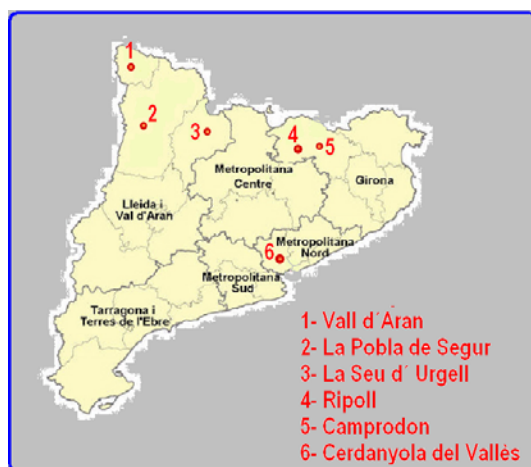 1
2
3
4
5
Metropolitana
Centre
Girona
Lleida i
Val d'Aran
Metropolitana
Nord
6
Metropolitana
Sud
Tarragona i
Terres de l'Ebre
1- Vall d´Aran
2- La Pobla de Segur
3- La Seu d´ Urgell
4- Ripoll
5- Camprodon
6- Cerdanyola del Vallès